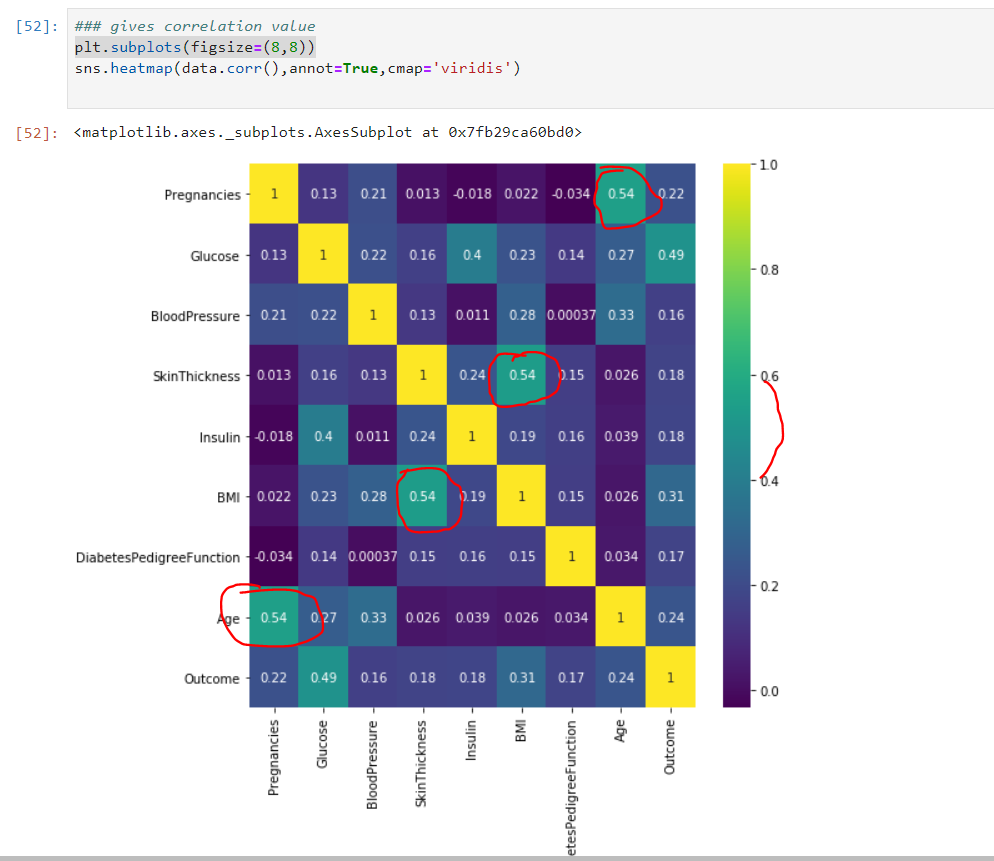 [52]: ### gives correlation value
plt.subplots(figsize=(8,8))
sns.heatmap(data.corr(),annot=True,cmap='viridis')
[52]: <matplotlib.axes._subplots.AxesSubplot at 0x7fb29ca60bd0>
Pregnancies 1 0.13 0.21 0.013 -0.018 0.022 -0.034 0.54 0.22
Glucose 0.13 1 0.22 0.16 0.4 0.23 0.14 0.27 0.49
BloodPressure 0.21 0.22 1 0.13 0.011 0.28 0.00037 0.33 0.16
SkinThickness 0.013 0.16 0.13 1 0.24 0.54 0.15 0.026 0.18
Insulin -0.018 0.4 0.011 0.24 1 0.19 0.16 0.039 0.18
BMI 0.022 0.23 0.28 0.54 0.19 1 0.15 0.026 0.31
DiabetesPedigreeFunction -0.034 0.14 0.00037 0.15 0.16 0.15 1 0.034 0.17
Age 0.54 0.27 0.33 0.026 0.039 0.026 0.034 1 0.24
Outcome 0.22 0.49 0.16 0.18 0.18 0.31 0.17 0.24 1
Pregnancies
Glucose
BloodPressure
SkinThickness
Insulin
BMI
etesPedigreeFunction
Age
Outcome
1.0
0.8
0.6
0.4
0.2
0.0